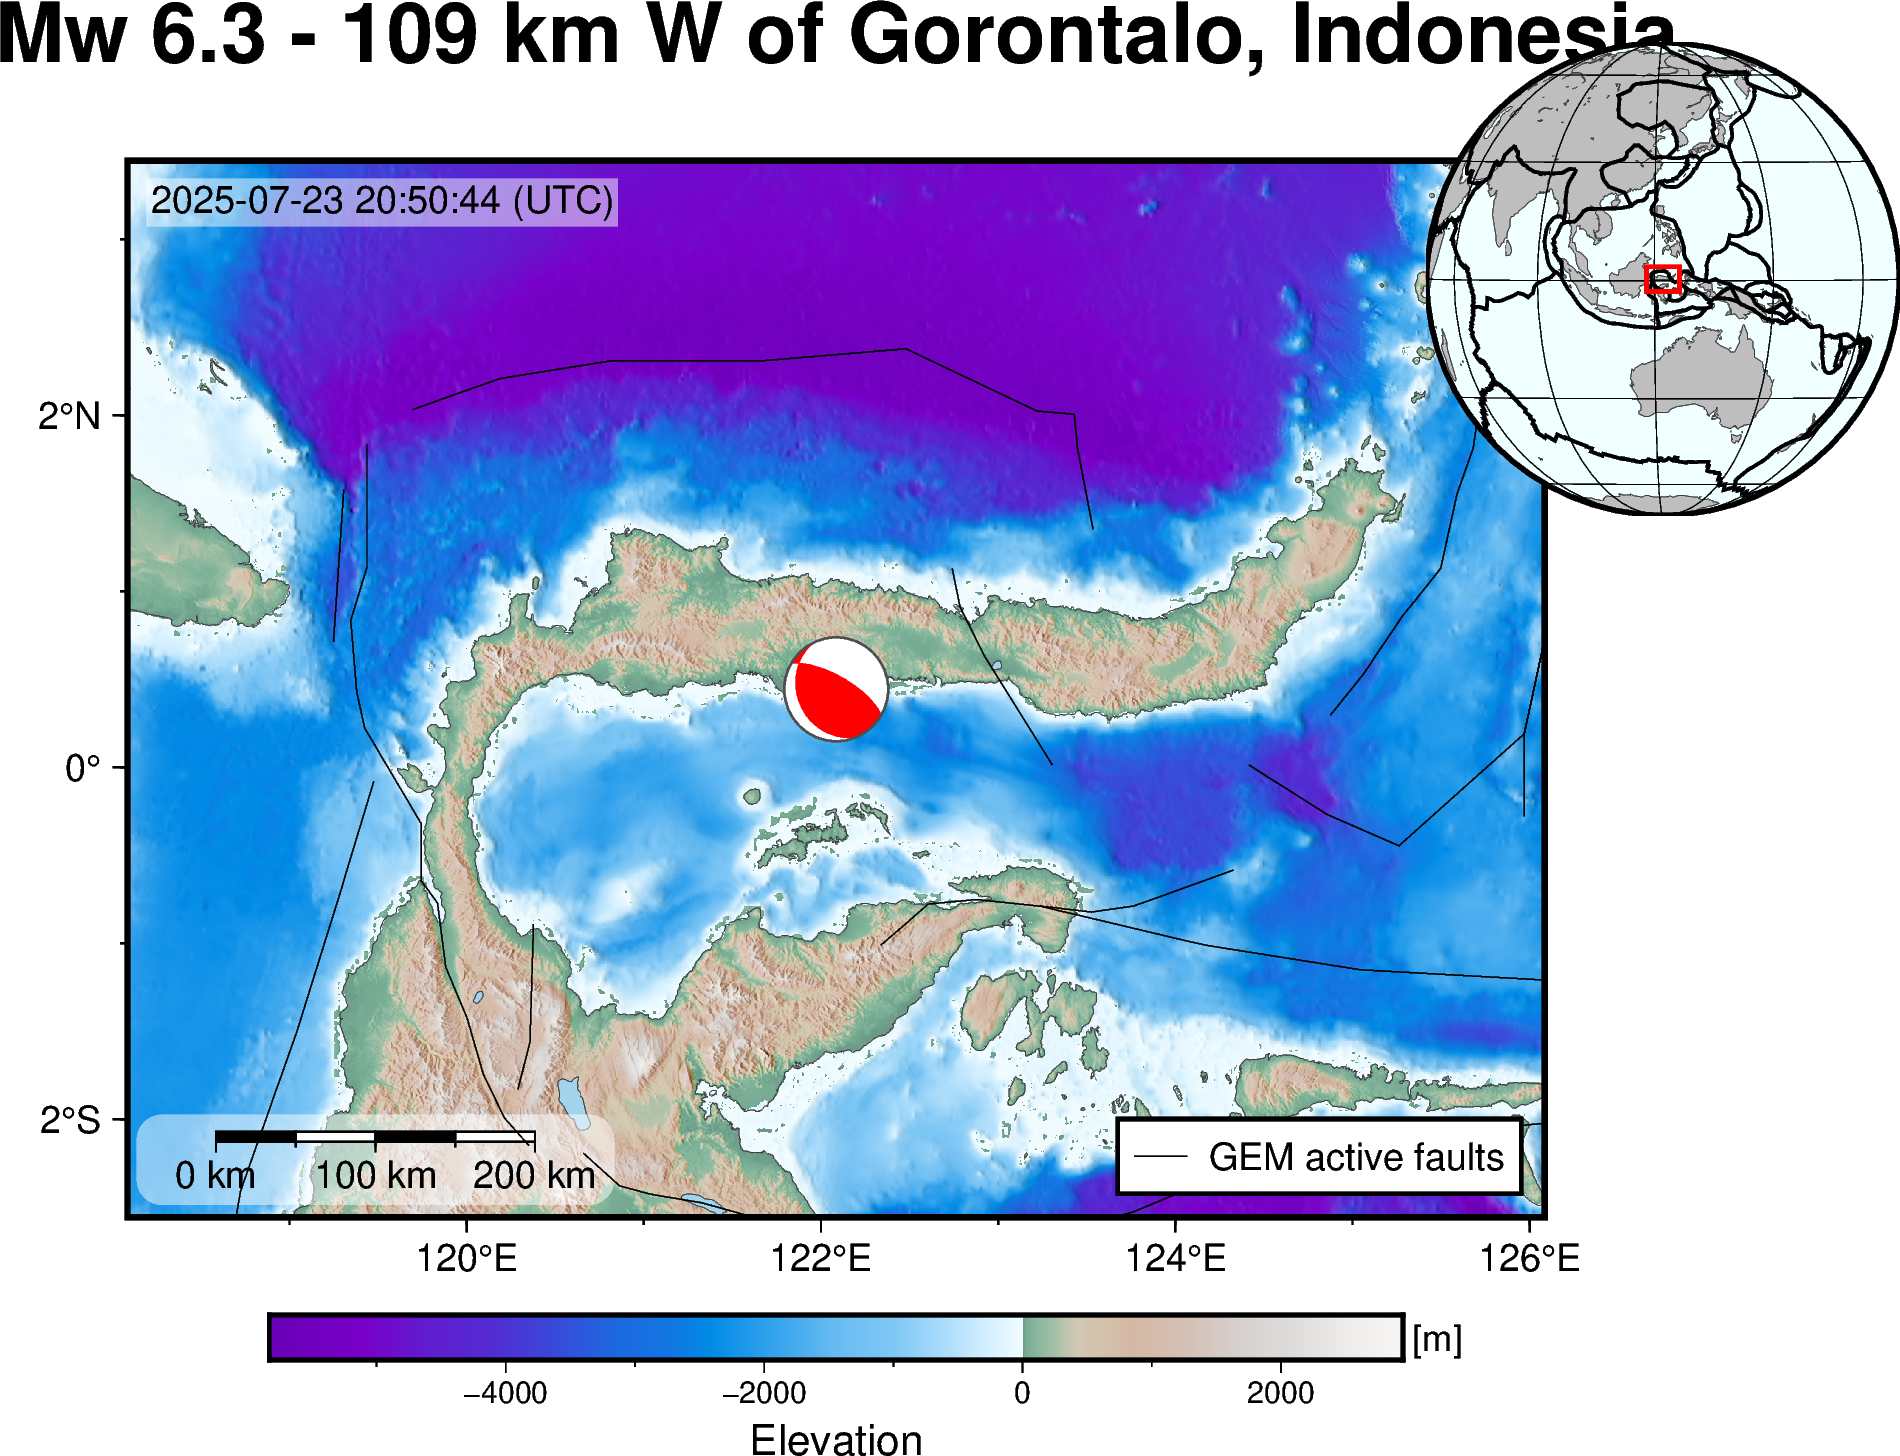 Mw 6.3 - 109 km W of Gorontalo, Indonesia
2025-07-23 20:50:44 (UTC)
2°N
0°
2°S
0 km 100 km 200 km
GEM active faults
120°E 122°E 124°E 126°E
[m]
−4000 −2000 0 2000
Elevation